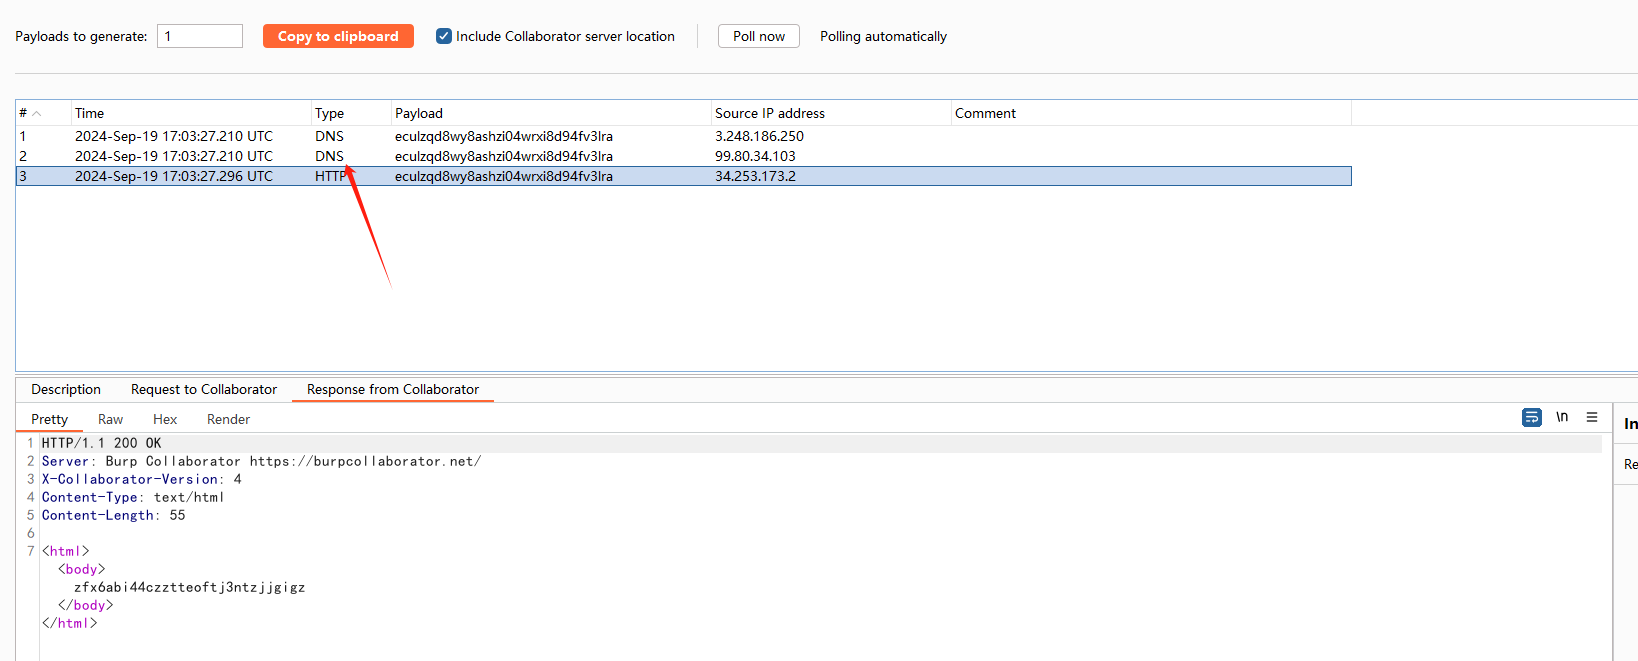 Payloads to generate: 1 Copy to clipboard Include Collaborator server location Poll now Polling automatically
# Time Type Payload Source IP address Comment
1 2024-Sep-19 17:03:27.210 UTC DNS eculzqd8wy8ashzi04wrxi8d94fv3lra 3.248.186.250
2 2024-Sep-19 17:03:27.210 UTC DNS eculzqd8wy8ashzi04wrxi8d94fv3lra 99.80.34.103
3 2024-Sep-19 17:03:27.296 UTC HTTP eculzqd8wy8ashzi04wrxi8d94fv3lra 34.253.173.2
Description Request to Collaborator Response from Collaborator
Pretty Raw Hex Render \n In
1 HTTP/1.1 200 OK
2 Server: Burp Collaborator https://burpcollaborator.net/
3 X-Collaborator-Version: 4
4 Content-Type: text/html
5 Content-Length: 55
6
7 <html>
<body>
zfx6abi44czztteoftj3ntzjjgigz
</body>
</html>
Re